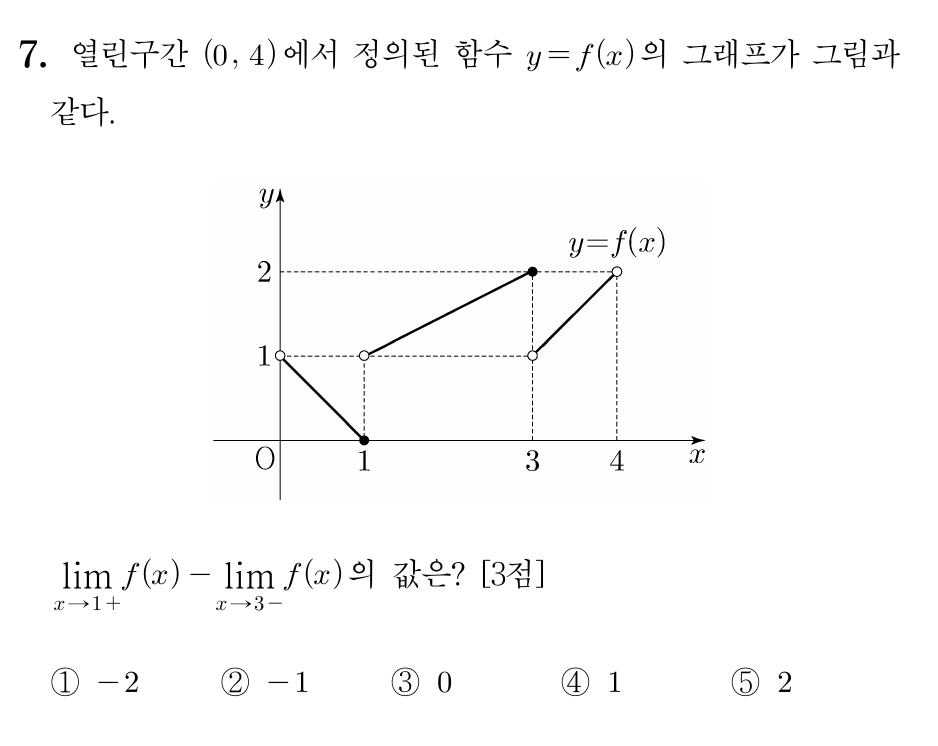 7. 열린구간 (0, 4)에서 정의된 함수 y=f(x)의 그래프가 그림과
같다.
y
y=f(x)
2
1
O 1 3 4 x
lim f(x) - lim f(x)의 값은? [3점]
x→1+ x→3-
① -2 ② -1 ③ 0 ④ 1 ⑤ 2